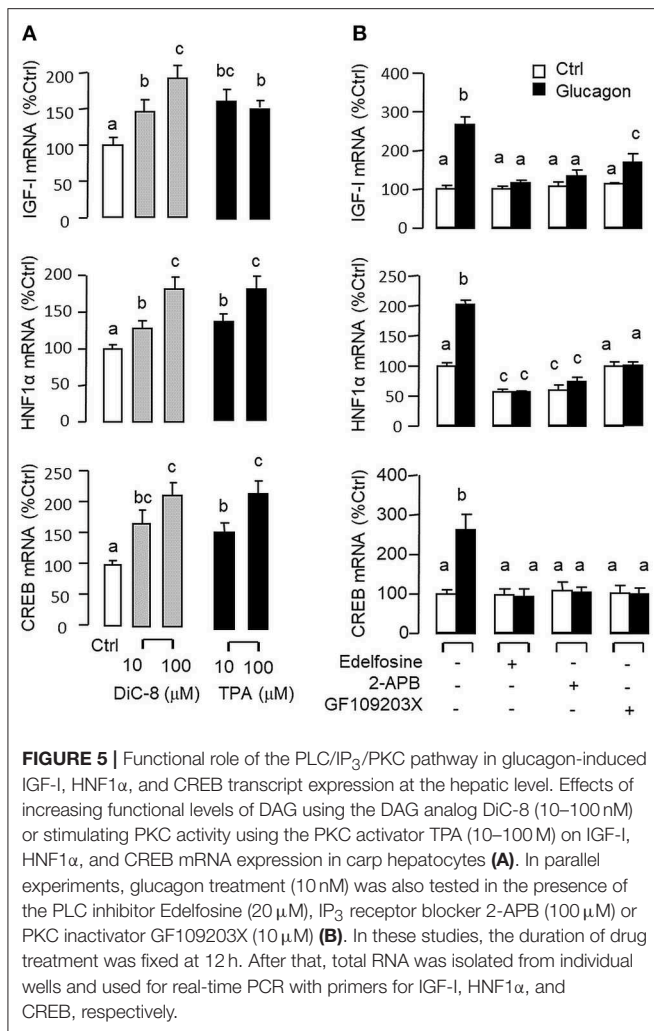 A
IGF-I mRNA (%Ctrl)
200
150
100
50
0
a
b
c
bc
b
HNF1α mRNA (%Ctrl)
200
150
100
50
0
a
b
c
b
c
CREB mRNA (%Ctrl)
250
200
150
100
50
0
a
bc
c
b
c
Ctrl
10 100 10 100
DiC-8 (μM) TPA (μM)
B
Ctrl
Glucagon
IGF-I mRNA (%Ctrl)
400
300
200
100
0
a b a a a a a c
HNF1α mRNA (%Ctrl)
250
200
150
100
50
0
a b c c c c a a
CREB mRNA (%Ctrl)
400
300
200
100
0
a b a a a a a a
Edelfosine - + - -
2-APB - - + -
GF109203X - - - +
FIGURE 5 | Functional role of the PLC/IP3/PKC pathway in glucagon-induced
IGF-I, HNF1α, and CREB transcript expression at the hepatic level. Effects of
increasing functional levels of DAG using the DAG analog DiC-8 (10–100 nM)
or stimulating PKC activity using the PKC activator TPA (10–100 M) on IGF-I,
HNF1α, and CREB mRNA expression in carp hepatocytes (A). In parallel
experiments, glucagon treatment (10 nM) was also tested in the presence of
the PLC inhibitor Edelfosine (20 μM), IP3 receptor blocker 2-APB (100 μM) or
PKC inactivator GF109203X (10 μM) (B). In these studies, the duration of drug
treatment was fixed at 12 h. After that, total RNA was isolated from individual
wells and used for real-time PCR with primers for IGF-I, HNF1α, and
CREB, respectively.